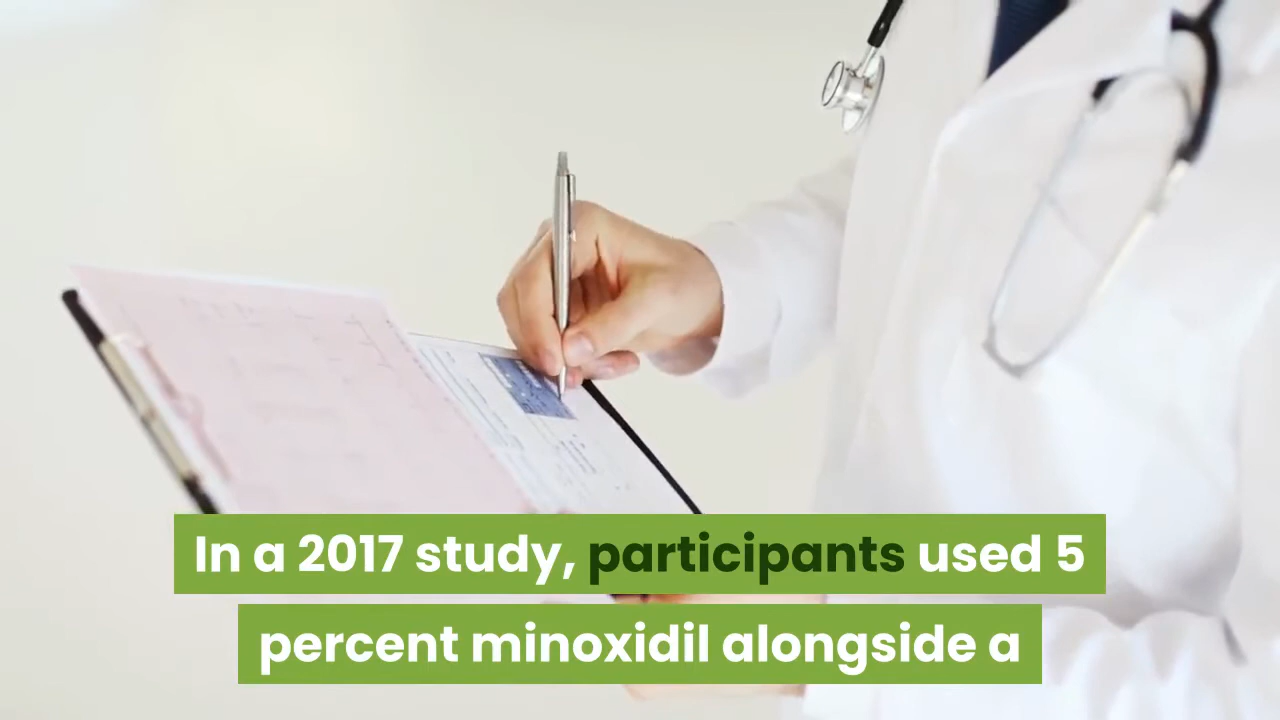 In a 2017 study, participants used 5
percent minoxidil alongside a